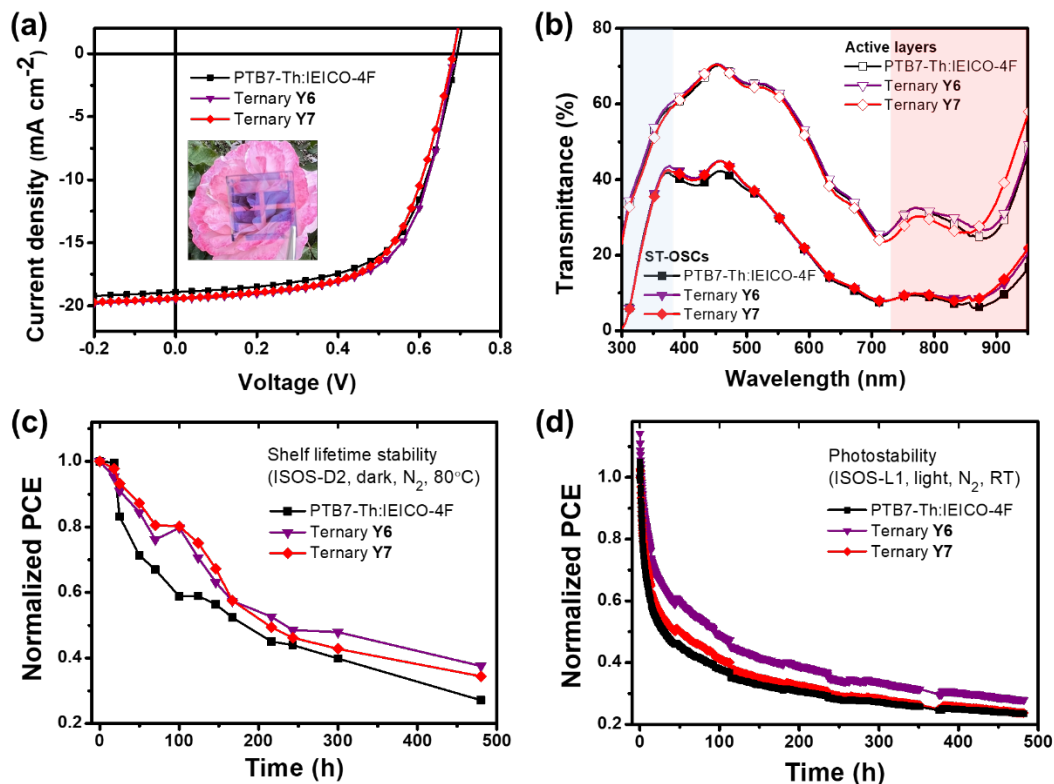 (a)
0
-5
-10
-15
-20
-25
Current density (mA cm-2)
PTB7-Th:IEICO-4F
Ternary Y6
Ternary Y7
-0.2 0.0 0.2 0.4 0.6 0.8
Voltage (V)
(b)
80
60
40
20
0
Transmittance (%)
Active layers
PTB7-Th:IEICO-4F
Ternary Y6
Ternary Y7
ST-OSCs
PTB7-Th:IEICO-4F
Ternary Y6
Ternary Y7
300 400 500 600 700 800 900
Wavelength (nm)
(c)
1.0
0.8
0.6
0.4
0.2
Normalized PCE
Shelf lifetime stability
(ISOS-D2, dark, N2, 80oC)
PTB7-Th:IEICO-4F
Ternary Y6
Ternary Y7
0 100 200 300 400 500
Time (h)
(d)
1.2
1.0
0.8
0.6
0.4
0.2
Normalized PCE
Photostability
(ISOS-L1, light, N2, RT)
PTB7-Th:IEICO-4F
Ternary Y6
Ternary Y7
0 100 200 300 400 500
Time (h)